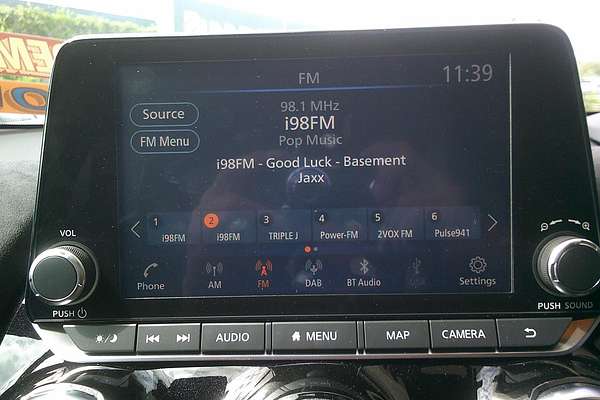 FM
11:39
98.1 MHz
Source
i98FM
FM Menu
Pop Music
i98FM - Good Luck - Basement
Jaxx
1 i98FM
2 i98FM
3 TRIPLE J
4 Power-FM
5 2VOX FM
6 Pulse941
Phone
AM
FM
DAB
BT Audio
Settings
VOL
PUSH
PUSH SOUND
AUDIO
MENU
MAP
CAMERA
DEM